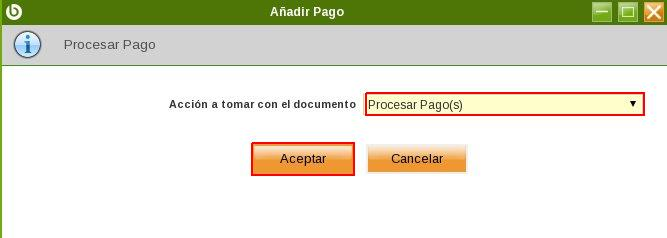 Añadir Pago
Procesar Pago
Acción a tomar con el documento Procesar Pago(s)
Aceptar Cancelar